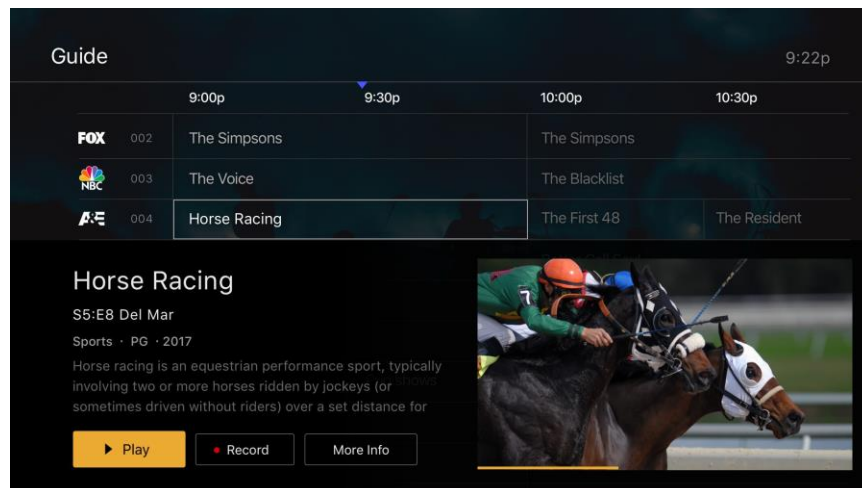 Guide
9:22p
9:00p 9:30p 10:00p 10:30p
FOX 002 The Simpsons The Simpsons
NBC 003 The Voice The Blacklist
A&E 004 Horse Racing The First 48 The Resident
Horse Racing
S5:E8 Del Mar
Sports · PG · 2017
Horse racing is an equestrian performance sport, typically
involving two or more horses ridden by jockeys (or
shows
sometimes driven without riders) over a set distance for
Play Record More Info
7